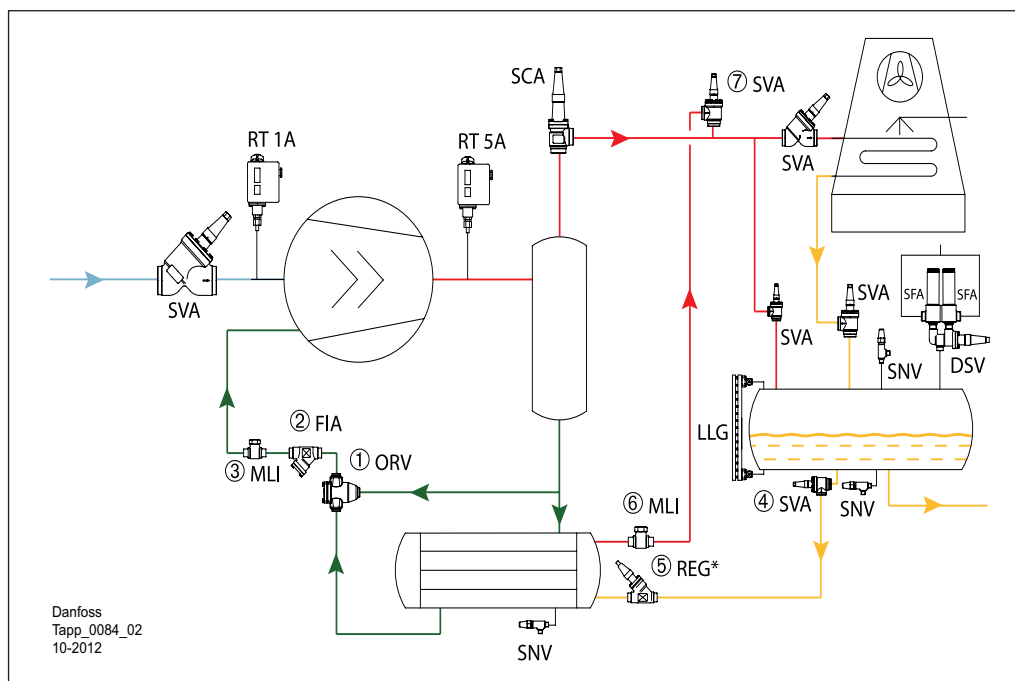 SCA
⑦ SVA
RT 1A
RT 5A
SVA
SVA
SVA
SFA
SFA
SVA
SNV
DSV
② FIA
LLG
① ORV
③ MLI
⑥ MLI
④ SVA
SNV
⑤ REG*
Danfoss
Tapp_0084_02
10-2012
SNV